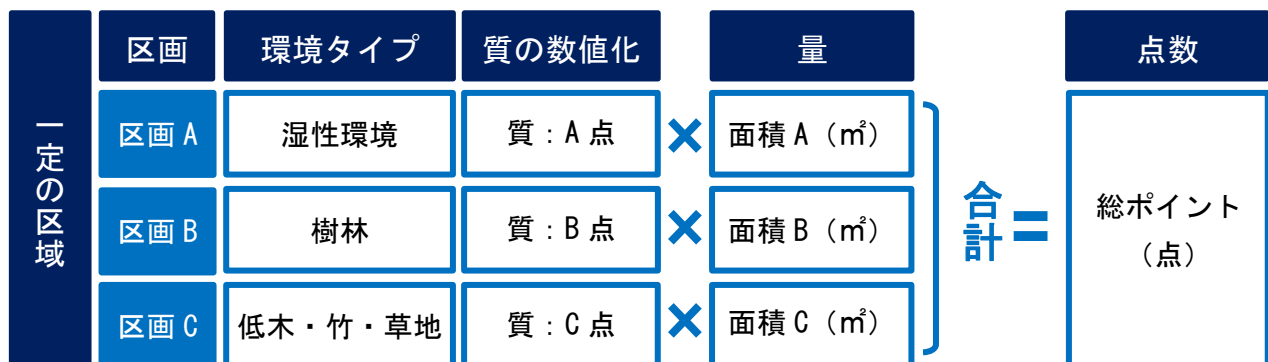 一定の区域
区画 環境タイプ 質の数値化 量 点数
区画 A 湿性環境 質：A 点 × 面積 A（㎡）
区画 B 樹林 質：B 点 × 面積 B（㎡）
区画 C 低木・竹・草地 質：C 点 × 面積 C（㎡）
合計
=
総ポイント
（点）